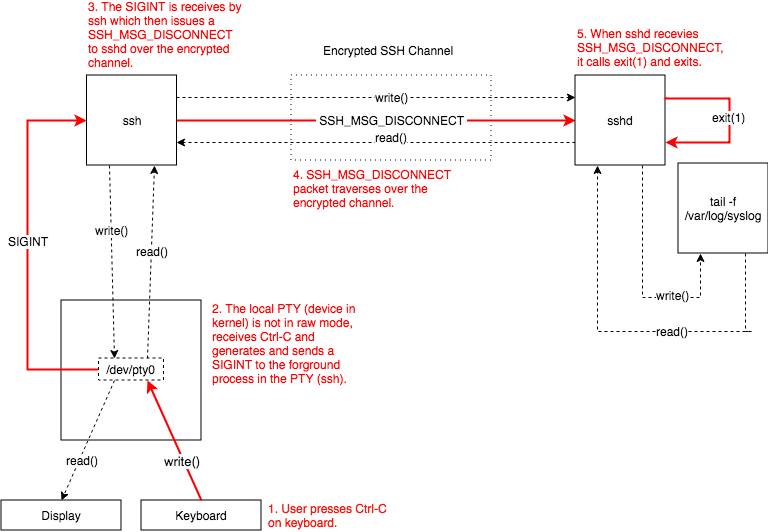 3. The SIGINT is receives by
ssh which then issues a
SSH_MSG_DISCONNECT
to sshd over the encrypted
channel.
Encrypted SSH Channel
5. When sshd recevies
SSH_MSG_DISCONNECT,
it calls exit(1) and exits.
ssh
write()
SSH_MSG_DISCONNECT
read()
sshd
exit(1)
4. SSH_MSG_DISCONNECT
packet traverses over the
encrypted channel.
tail -f
/var/log/syslog
SIGINT
write()
read()
write()
read()
2. The local PTY (device in
kernel) is not in raw mode,
receives Ctrl-C and
generates and sends a
SIGINT to the forground
process in the PTY (ssh).
/dev/pty0
read()
write()
Display
Keyboard
1. User presses Ctrl-C
on keyboard.